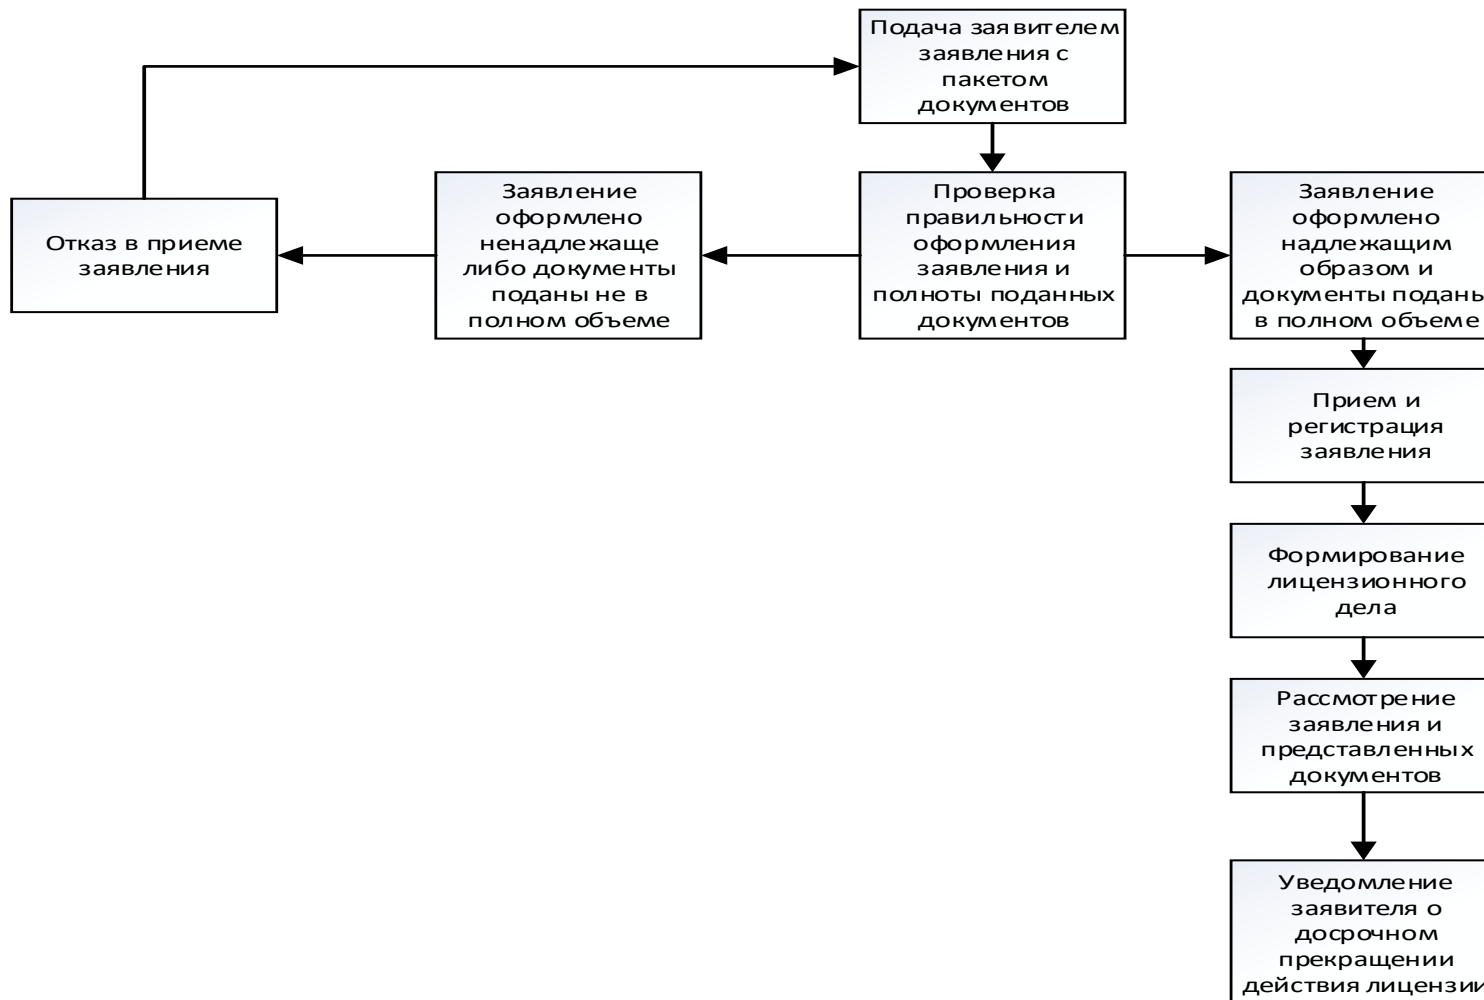 Подача заявителем
заявления с
пакетом
документов
Отказ в приеме
заявления
Заявление
оформлено
ненадлежаще
либо документы
поданы не в
полном объеме
Проверка
правильности
оформления
заявления и
полноты поданных
документов
Заявление
оформлено
надлежащим
образом и
документы поданы
в полном объеме
Прием и
регистрация
заявления
Формирование
лицензионного
дела
Рассмотрение
заявления и
представленных
документов
Уведомление
заявителя о
досрочном
прекращении
действия лицензии